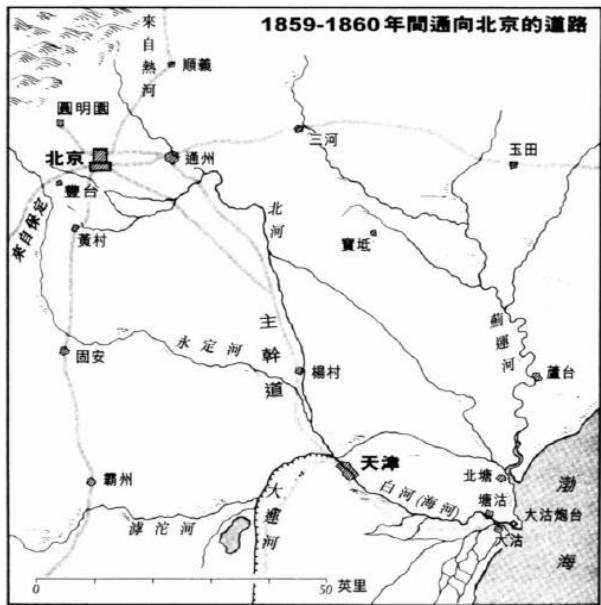 1859-1860年間通向北京的道路
來自熱河
順義
圓明園
北京
通州
三河
玉田
豐台
來自保定
黃村
北河
寶坻
薊運河
主幹道
永定河
固安
楊村
蘆台
天津
北塘
渤海
白河(海河)
塘沽
大沽炮台
大沽
霸州
大運河
滹沱河
0
50
英里